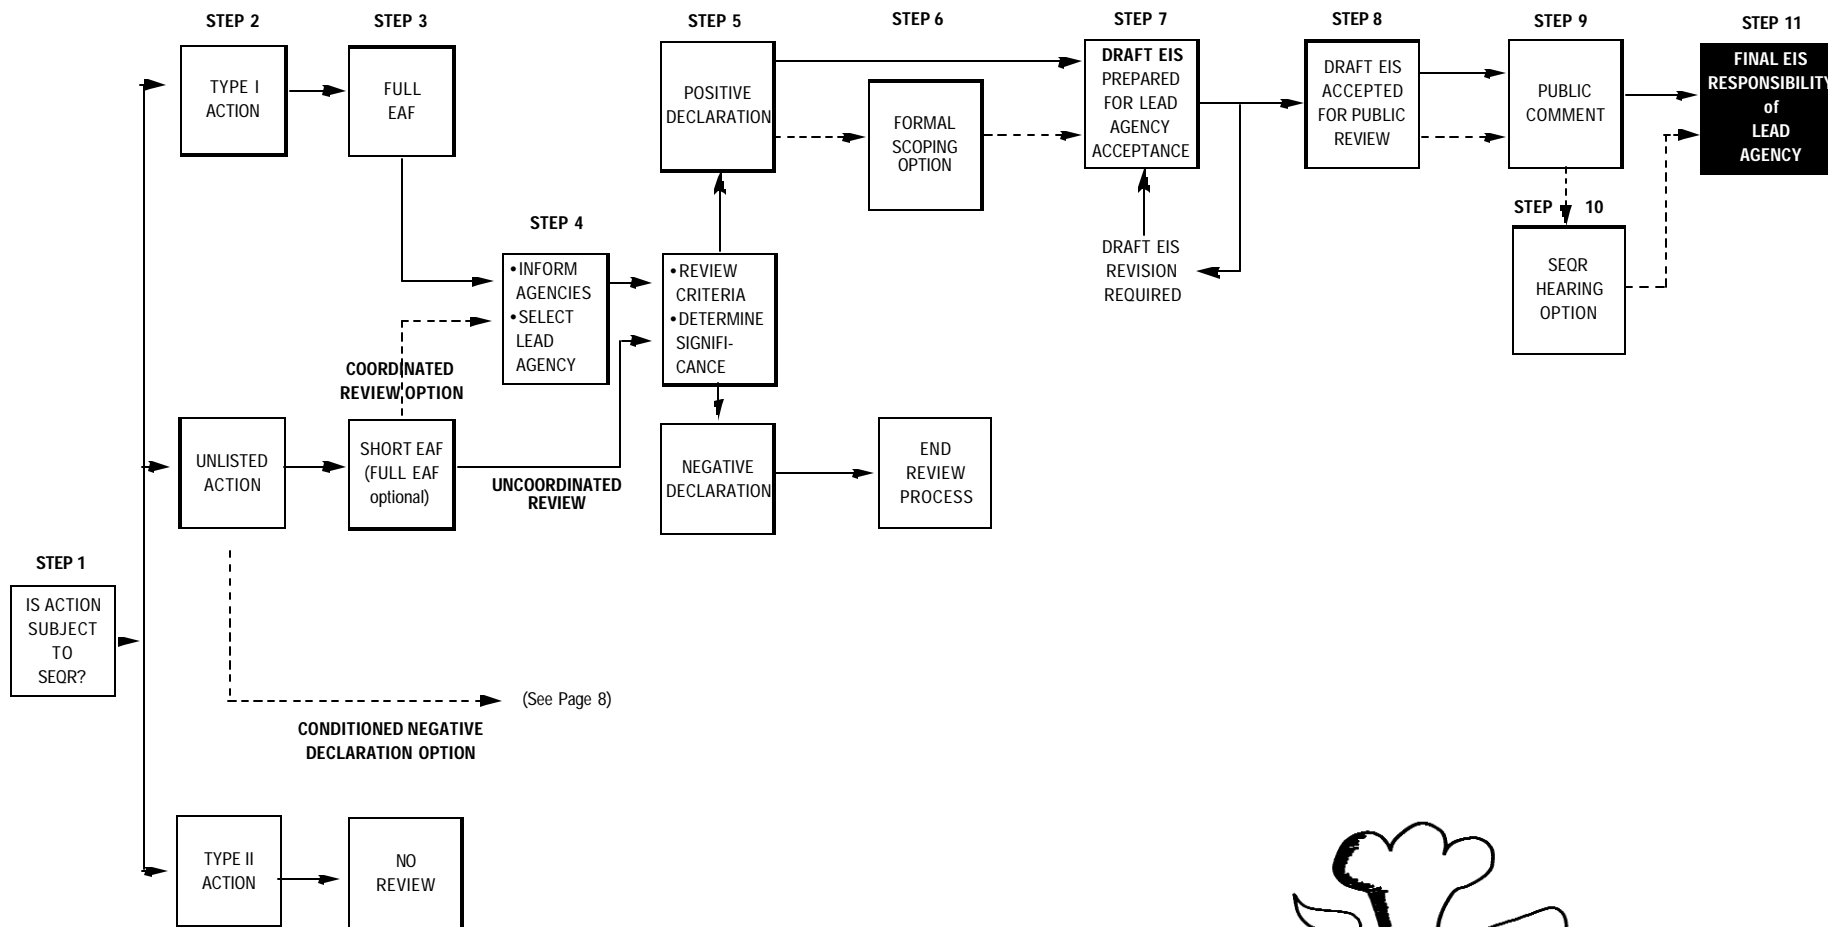 STEP 2
STEP 3
STEP 5
STEP 6
STEP 7
STEP 8
STEP 9
STEP 11
TYPE I
ACTION
FULL
EAF
POSITIVE
DECLARATION
FORMAL
SCOPING
OPTION
DRAFT EIS
PREPARED
FOR LEAD
AGENCY
ACCEPTANCE
DRAFT EIS
ACCEPTED
FOR PUBLIC
REVIEW
PUBLIC
COMMENT
FINAL EIS
RESPONSIBILITY
of
LEAD
AGENCY
STEP 4
•INFORM
AGENCIES
•SELECT
LEAD
AGENCY
•REVIEW
CRITERIA
•DETERMINE
SIGNIFI-
CANCE
DRAFT EIS
REVISION
REQUIRED
STEP 10
SEQR
HEARING
OPTION
COORDINATED
REVIEW OPTION
UNLISTED
ACTION
SHORT EAF
(FULL EAF
optional)
UNCOORDINATED
REVIEW
NEGATIVE
DECLARATION
END
REVIEW
PROCESS
STEP 1
IS ACTION
SUBJECT
TO
SEQR?
(See Page 8)
CONDITIONED NEGATIVE
DECLARATION OPTION
TYPE II
ACTION
NO
REVIEW